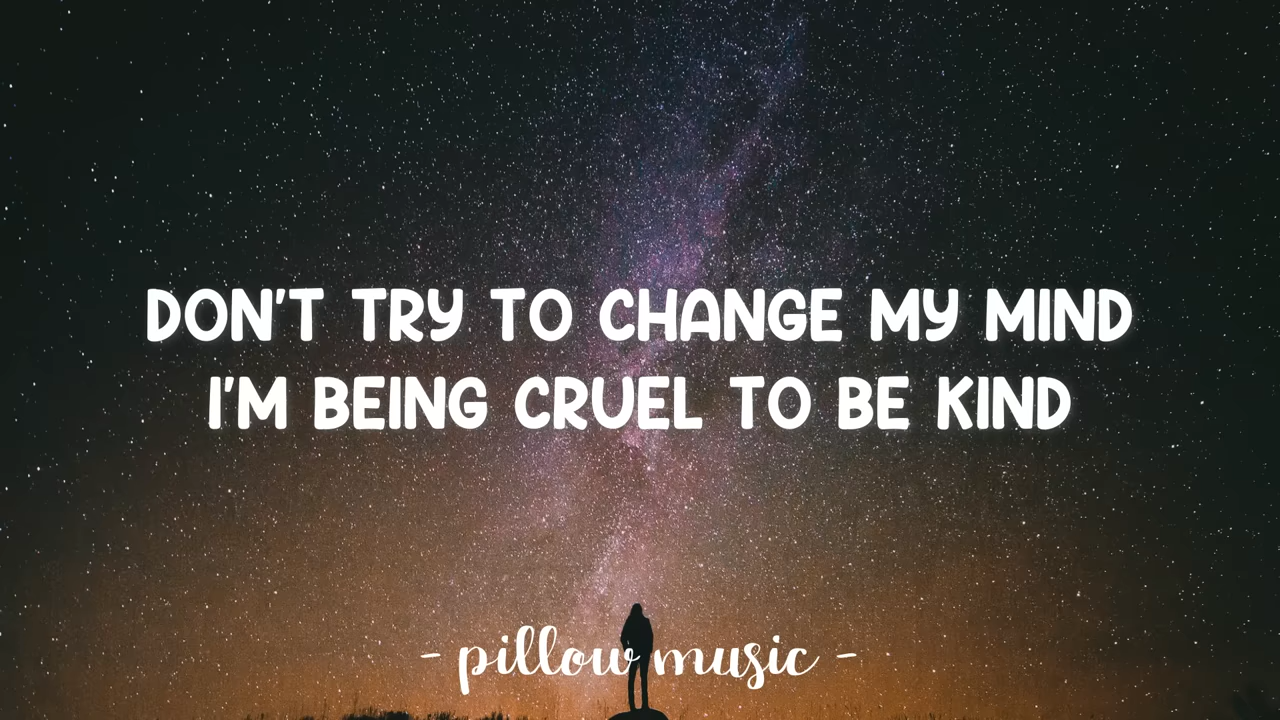 DON'T TRY TO CHANGE MY MIND
I'M BEING CRUEL TO BE KIND
- pillow music -